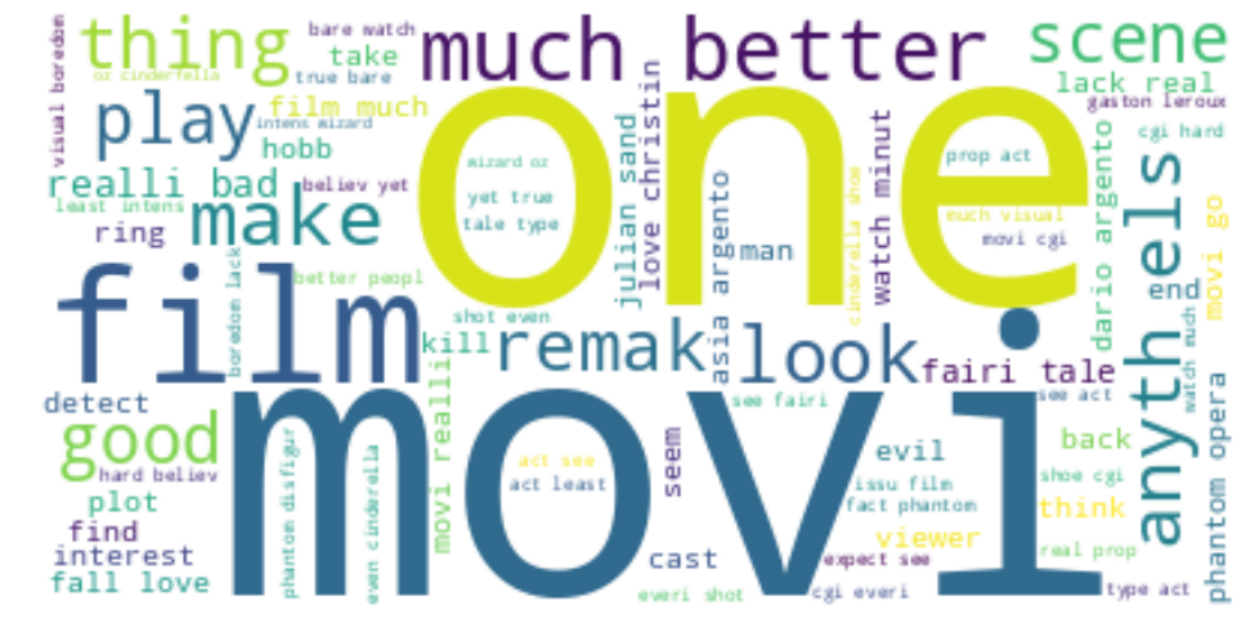 visual boredom
thing
oz cinderfella
bare watch
take
true bare
much better
scene
lack real
play
film much
intens wizard
hobb
gaston leroux
cgi hard
one
wizard oz
yet true
tale type
julian sand
love christin
prop act
much visual
movi cgi
cinderella shoe
watch minut
dario argento
anyth els
movi go
realli bad
believ yet
least intens
make
ring
asia argento
man
end
film
boredom lack
better peopl
shot even
kill
remak
look
fairi tale
watch much
detect
movi
movi realli
see fairi
see act
good
hard believ
plot
find
interest
fall love
phantom disfigur
even cinderella
act see
act least
seem
evil
issu film
fact phantom
viewer
expect see
cast
everi shot
cgi everi
back
shoe cgi
think
real prop
type act
phantom opera